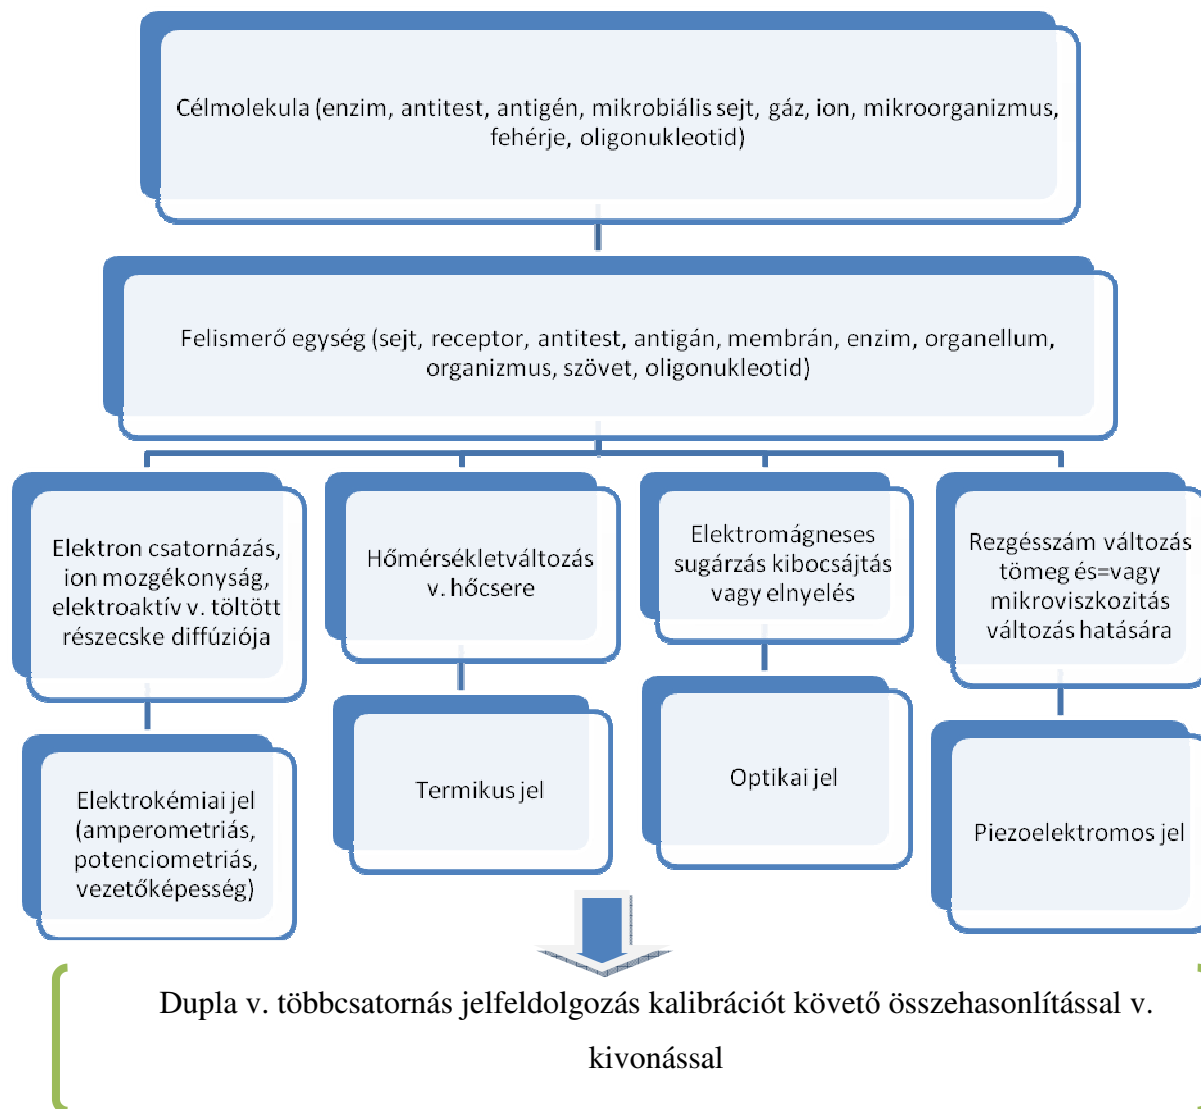 Célmolekula (enzim, antitest, antigén, mikrobiális sejt, gáz, ion, mikroorganizmus,
fehérje, oligonukleotid)
Felismerő egység (sejt, receptor, antitest, antigán, membrán, enzim, organellum,
organizmus, szövet, oligonukleotid)
Elektron csatornázás,
ion mozgékonyság,
elektroaktív v. töltött
részecske diffúziója
Hőmérsékletváltozás
v. hőcsere
Elektromágneses
sugárzás kibocsájtás
vagy elnyelés
Rezgésszám változás
tömeg és=vagy
mikroviszkozitás
változás hatására
Elektrokémiai jel
(amperometriás,
potenciometriás,
vezetőképesség)
Termikus jel
Optikai jel
Piezoelektromos jel
Dupla v. többcsatornás jelfeldolgozás kalibrációt követő összehasonlítással v.
kivonással